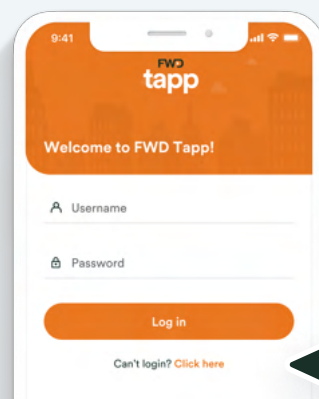 9:41
FWD
tapp
Welcome to FWD Tapp!
Username
Password
Log in
Can't login? Click here